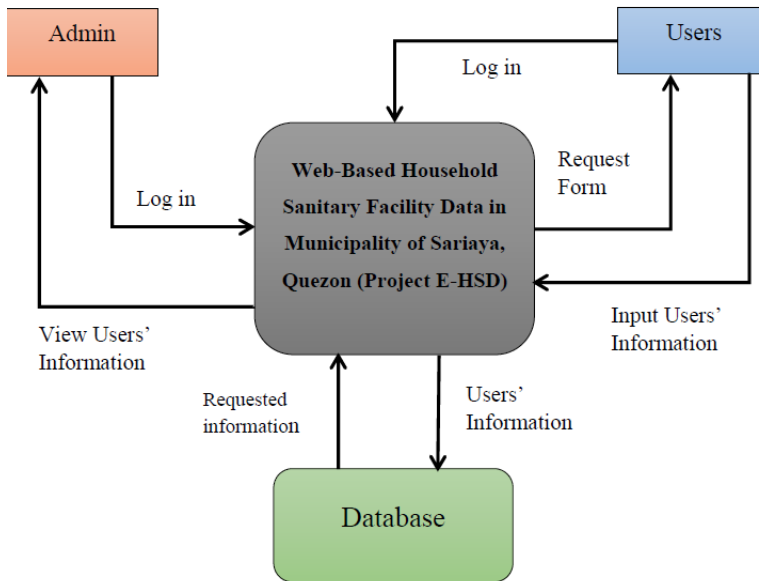 Admin
Users
Log in
Web-Based Household
Sanitary Facility Data in
Municipality of Sariaya,
Quezon (Project E-HSD)
Request
Form
Log in
View Users’
Information
Input Users’
Information
Requested
information
Users’
Information
Database